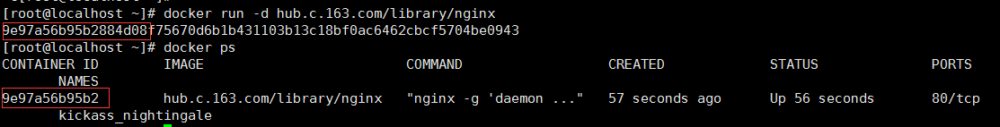 [root@localhost ~]# docker run -d hub.c.163.com/library/nginx
9e97a56b95b2884d08f75670d6b1b431103b13c18bf0ac6462cbcf5704be0943
[root@localhost ~]# docker ps
CONTAINER ID IMAGE COMMAND CREATED STATUS PORTS
NAMES
9e97a56b95b2 hub.c.163.com/library/nginx "nginx -g 'daemon ..." 57 seconds ago Up 56 seconds 80/tcp
kickass_nightingale